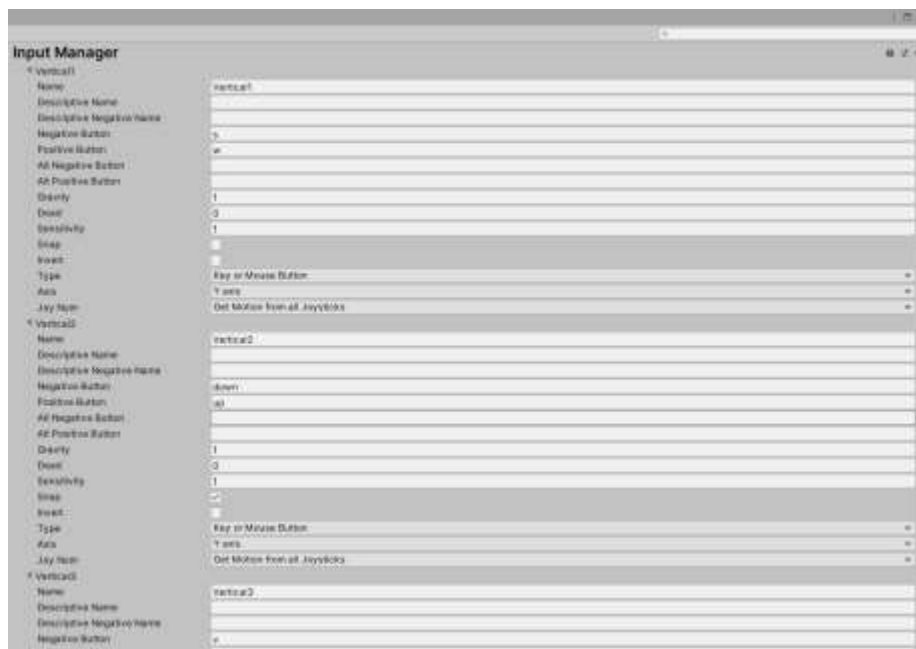 Input Manager
Vertical1
Name Vertical1
Descriptive Name
Descriptive Negative Name
Negative Button s
Positive Button w
Alt Negative Button
Alt Positive Button
Gravity 1
Dead 0
Sensitivity 1
Snap
Invert
Type Key or Mouse Button
Axis Y axis
Joy Num Get Motion from all Joysticks
Vertical2
Name Vertical2
Descriptive Name
Descriptive Negative Name
Negative Button down
Positive Button up
Alt Negative Button
Alt Positive Button
Gravity 1
Dead 0
Sensitivity 1
Snap
Invert
Type Key or Mouse Button
Axis Y axis
Joy Num Get Motion from all Joysticks
Vertical3
Name Vertical3
Descriptive Name
Descriptive Negative Name
Negative Button